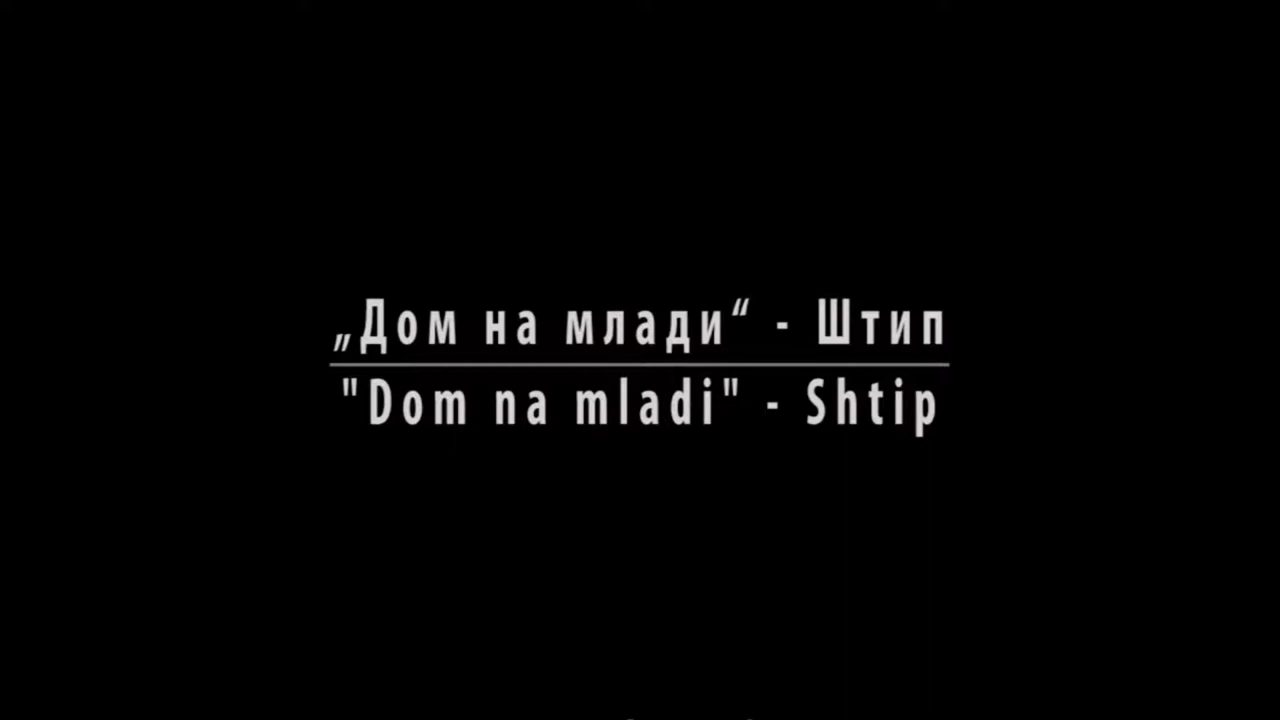 „Дом на млади“ - Штип
"Dom na mladi" - Shtip